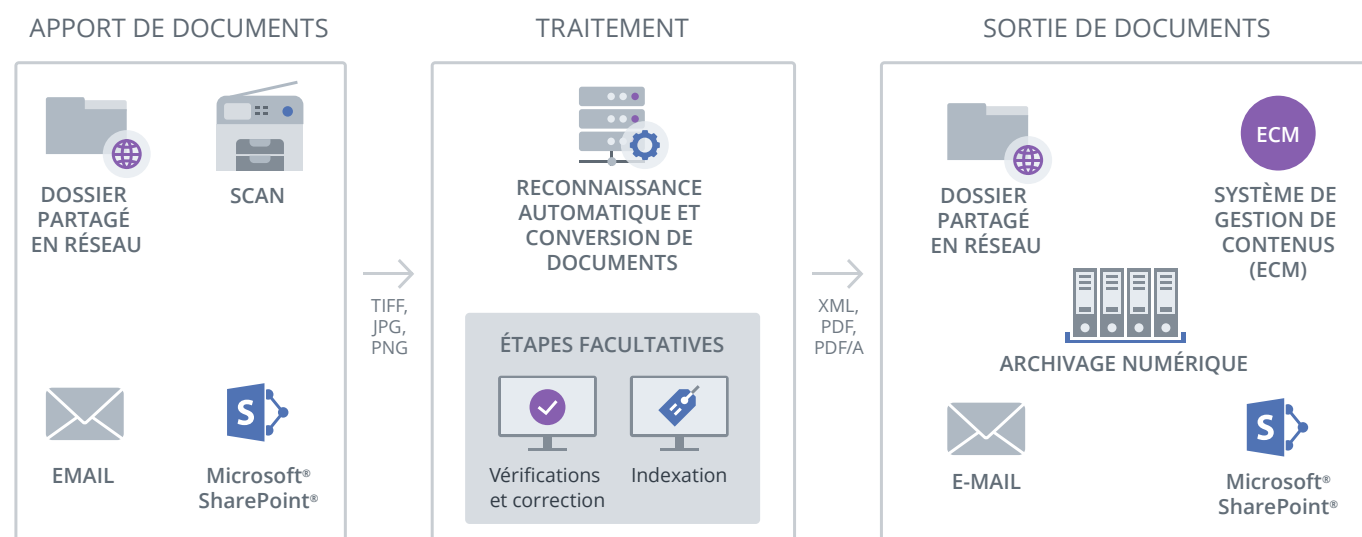 APPORT DE DOCUMENTS
DOSSIER
PARTAGÉ
EN RÉSEAU
SCAN
EMAIL
S
Microsoft®
SharePoint®
TIFF,
JPG,
PNG
TRAITEMENT
RECONNAISSANCE
AUTOMATIQUE ET
CONVERSION DE
DOCUMENTS
ÉTAPES FACULTATIVES
Vérifications
et correction
Indexation
XML,
PDF,
PDF/A
SORTIE DE DOCUMENTS
DOSSIER
PARTAGÉ
EN RÉSEAU
ECM
SYSTÈME DE
GESTION DE
CONTENUS
(ECM)
ARCHIVAGE NUMÉRIQUE
E-MAIL
S
Microsoft®
SharePoint®